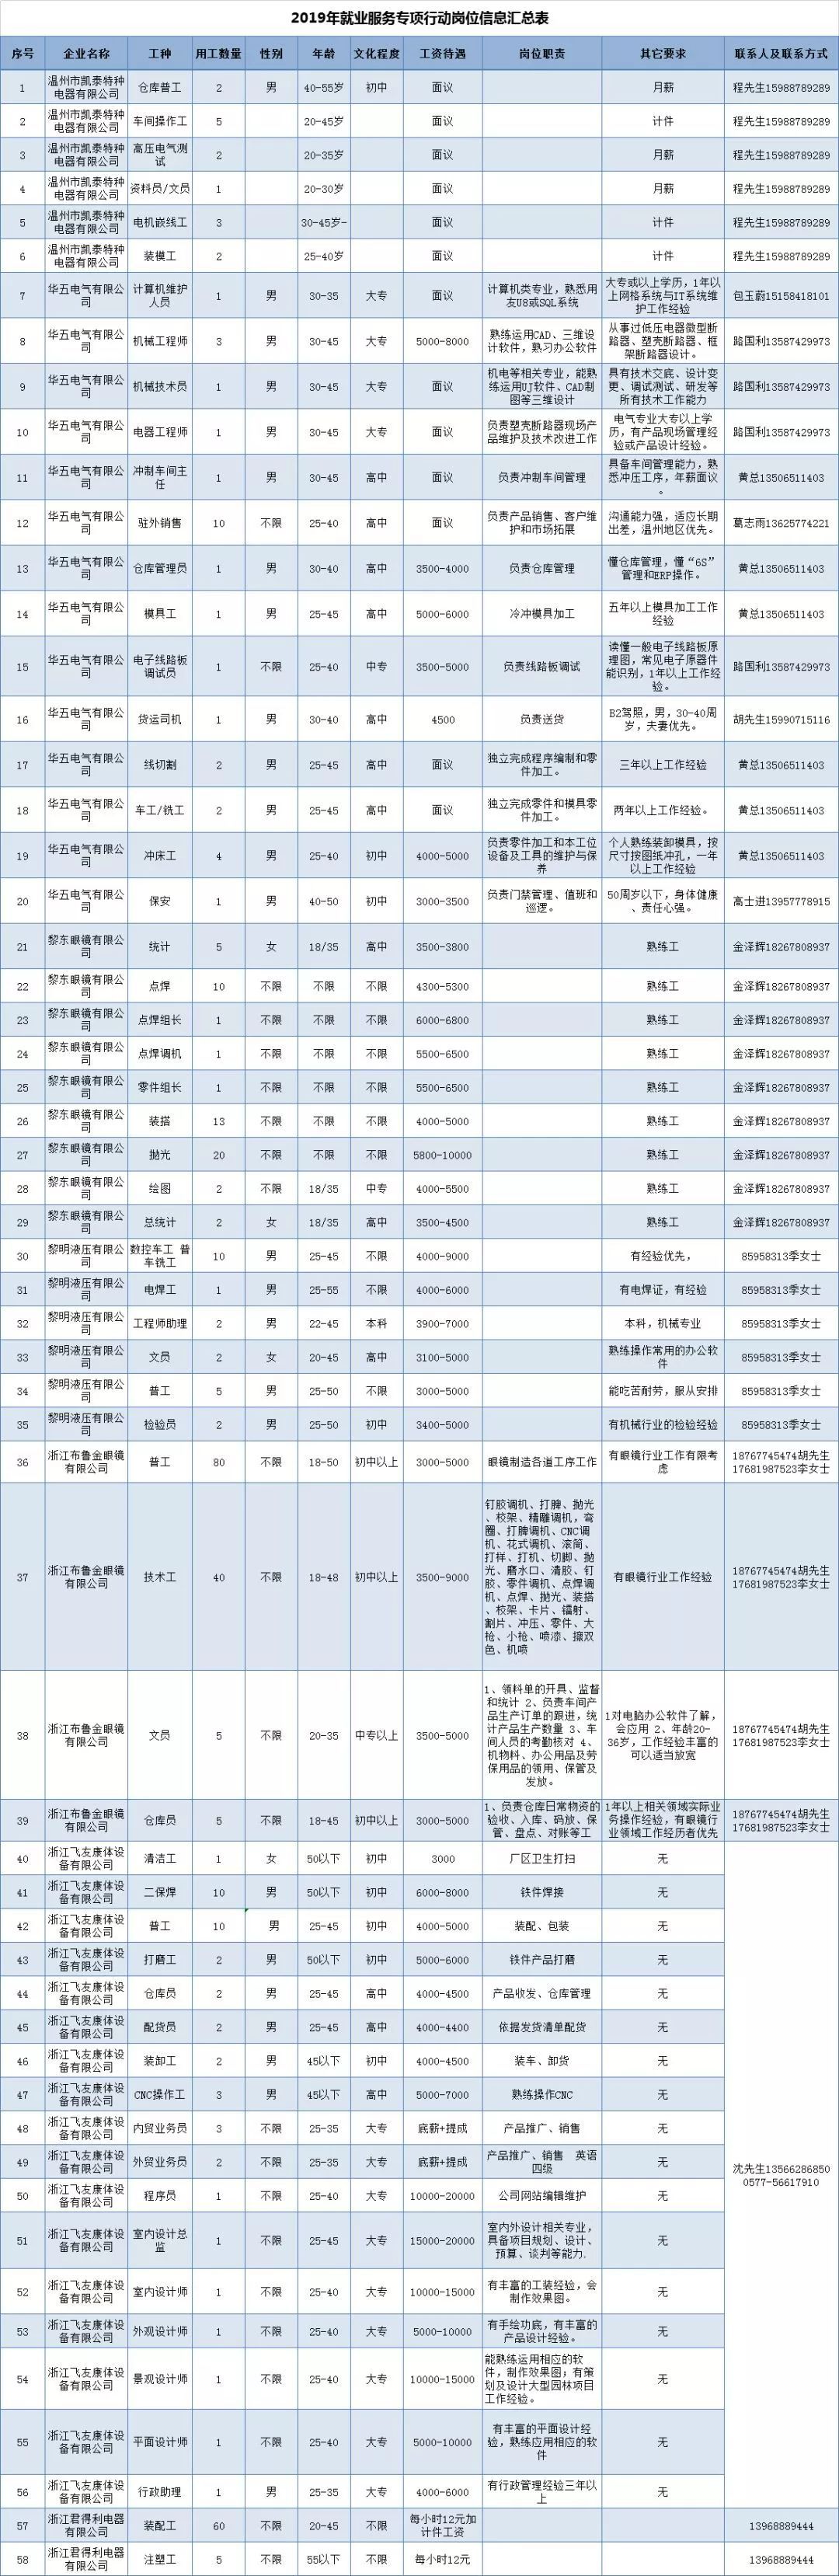 2019年就业服务专项行动岗位信息汇总表
序号 企业名称 工种 用工数量 性别 年龄 文化程度 工资待遇 岗位职责 其它要求 联系人及联系方式
1 温州市凯泰特种电器有限公司 仓库普工 2 男 40-55岁 初中 面议 月薪 程先生15988789289
2 温州市凯泰特种电器有限公司 车间操作工 5 20-45岁 面议 计件 程先生15988789289
3 温州市凯泰特种电器有限公司 高压电气测试 2 20-35岁 面议 月薪 程先生15988789289
4 温州市凯泰特种电器有限公司 资料员/文员 1 20-30岁 面议 月薪 程先生15988789289
5 温州市凯泰特种电器有限公司 电机嵌线工 3 30-45岁- 面议 计件 程先生15988789289
6 温州市凯泰特种电器有限公司 装模工 2 25-40岁 面议 计件 程先生15988789289
7 华五电气有限公司 计算机维护人员 1 男 30-35 大专 面议 计算机类专业，熟悉用友U8或SQL系统 大专或以上学历，1年以上网格系统与IT系统维护工作经验 包玉蔚15158418101
8 华五电气有限公司 机械工程师 3 男 30-45 大专 5000-8000 熟练运用CAD、三维设计软件，熟习办公软件 从事过低压电器微型断路器、塑壳断路器、框架断路器设计。 路国利13587429973
9 华五电气有限公司 机械技术员 1 男 30-45 大专 面议 机电等相关专业，能熟练运用UJ软件、CAD制图等三维设计 具有技术交底、设计变更、调试测试、研发等所有技术工作能力 路国利13587429973
10 华五电气有限公司 电器工程师 1 男 30-45 大专 面议 负责塑壳断路器现场产品维护及技术改进工作 电气专业大专以上学历，有产品现场管理经验或产品设计经验。 路国利13587429973
11 华五电气有限公司 冲制车间主任 1 男 30-45 高中 面议 负责冲制车间管理 具备车间管理能力，熟悉冲压工序，年薪面议。 黄总13506511403
12 华五电气有限公司 驻外销售 10 不限 25-40 高中 面议 负责产品销售、客户维护和市场拓展 沟通能力强，适应长期出差，温州地区优先。 葛志雨13625774221
13 华五电气有限公司 仓库管理员 1 男 30-40 高中 3500-4000 负责仓库管理 懂仓库管理，懂“6S”管理和ERP操作。 黄总13506511403
14 华五电气有限公司 模具工 1 男 25-45 高中 5000-6000 冷冲模具加工 五年以上模具加工工作经验 黄总13506511403
15 华五电气有限公司 电子线路板调试员 1 不限 25-40 中专 3500-5000 负责线路板调试 读懂一般电子线路板原理图，常见电子原器件能识别，1年以上工作经验。 路国利13587429973
16 华五电气有限公司 货运司机 1 男 30-40 高中 4500 负责送货 B2驾照，男，30-40周岁，夫妻优先。 胡先生15990715116
17 华五电气有限公司 线切割 2 男 25-45 高中 面议 独立完成程序编制和零件加工。 三年以上工作经验 黄总13506511403
18 华五电气有限公司 车工/铣工 2 男 25-45 高中 面议 独立完成零件和模具零件加工。 两年以上工作经验。 黄总13506511403
19 华五电气有限公司 冲床工 4 男 25-40 初中 4000-5000 负责零件加工和本工位设备及工具的维护与保养 个人熟练装卸模具，按尺寸按图纸冲孔，一年以上工作经验 黄总13506511403
20 华五电气有限公司 保安 1 男 40-50 初中 3000-3500 负责门禁管理、值班和巡逻。 50周岁以下，身体健康、责任心强。 高士进13957778915
21 黎东眼镜有限公司 统计 5 女 18/35 高中 3500-3800 熟练工 金泽辉18267808937
22 黎东眼镜有限公司 点焊 10 不限 不限 不限 4300-5300 熟练工 金泽辉18267808937
23 黎东眼镜有限公司 点焊组长 1 不限 不限 不限 6000-6800 熟练工 金泽辉18267808937
24 黎东眼镜有限公司 点焊调机 1 不限 不限 不限 5500-6500 熟练工 金泽辉18267808937
25 黎东眼镜有限公司 零件组长 1 不限 不限 不限 5500-6500 熟练工 金泽辉18267808937
26 黎东眼镜有限公司 装搭 13 不限 不限 不限 4000-5000 熟练工 金泽辉18267808937
27 黎东眼镜有限公司 抛光 20 不限 不限 不限 5800-10000 熟练工 金泽辉18267808937
28 黎东眼镜有限公司 绘图 2 不限 18/35 中专 4000-5500 熟练工 金泽辉18267808937
29 黎东眼镜有限公司 总统计 2 女 18/35 高中 3500-4500 熟练工 金泽辉18267808937
30 黎明液压有限公司 数控车工 普车铣工 10 男 25-45 不限 4000-9000 有经验优先， 85958313季女士
31 黎明液压有限公司 电焊工 1 男 25-55 不限 4000-6000 有电焊证，有经验 85958313季女士
32 黎明液压有限公司 工程师助理 2 男 22-45 本科 3900-7000 本科，机械专业 85958313季女士
33 黎明液压有限公司 文员 2 女 20-45 高中 3100-5000 熟练操作常用的办公软件 85958313季女士
34 黎明液压有限公司 普工 5 男 25-50 不限 3000-5000 能吃苦耐劳，服从安排 85958313季女士
35 黎明液压有限公司 检验员 2 男 25-50 初中 3400-5000 有机械行业的检验经验 85958313季女士
36 浙江布鲁金眼镜有限公司 普工 80 不限 18-50 初中以上 3000-5000 眼镜制造各道工序工作 有眼镜行业工作有限考虑 18767745474胡先生 17681987523李女士
37 浙江布鲁金眼镜有限公司 技术工 40 不限 18-48 初中以上 3500-9000 钉胶调机、打脾、抛光、校架、精雕调机，弯圈、打脾调机、CNC调机、花式调机、滚筒、打样、打机、切脚、抛光、磨水口、清胶、钉胶、零件调机、点焊调机、点焊、抛光、装搭、校架、卡片、镭射、割片、冲压、零件、大枪、小枪、喷漆、擦双色、机喷 有眼镜行业工作经验 18767745474胡先生 17681987523李女士
38 浙江布鲁金眼镜有限公司 文员 5 不限 20-35 中专以上 3500-5000 1、领料单的开具、监督和统计 2、负责车间产品生产订单的跟进，统计产品生产数量 3、车间人员的考勤核对 4、机物料、办公用品及劳保用品的领用、保管及发放。 1对电脑办公软件了解，会应用 2、年龄20-36岁，工作经验丰富的可以适当放宽 18767745474胡先生 17681987523李女士
39 浙江布鲁金眼镜有限公司 仓库员 5 不限 18-45 初中以上 3000-5000 1、负责仓库日常物资的验收、入库、码放、保管、盘点、对账等工 1年以上相关领域实际业务操作经验，有眼镜行业领域工作经历者优先 18767745474胡先生 17681987523李女士
40 浙江飞友康体设备有限公司 清洁工 1 女 50以下 初中 3000 厂区卫生打扫 无
41 浙江飞友康体设备有限公司 二保焊 10 男 50以下 初中 6000-8000 铁件焊接 无
42 浙江飞友康体设备有限公司 普工 10 男 25-45 初中 4000-5000 装配、包装 无
43 浙江飞友康体设备有限公司 打磨工 2 男 50以下 初中 5000-6000 铁件产品打磨 无
44 浙江飞友康体设备有限公司 仓库员 2 男 25-45 高中 4000-4500 产品收发、仓库管理 无
45 浙江飞友康体设备有限公司 配货员 2 男 25-45 高中 4000-4400 依据发货清单配货 无
46 浙江飞友康体设备有限公司 装卸工 2 男 45以下 初中 4000-4500 装车、卸货 无
47 浙江飞友康体设备有限公司 CNC操作工 3 男 45以下 高中 5000-7000 熟练操作CNC 无
48 浙江飞友康体设备有限公司 内贸业务员 3 不限 25-35 大专 底薪+提成 产品推广、销售 无
49 浙江飞友康体设备有限公司 外贸业务员 2 不限 25-35 大专 底薪+提成 产品推广、销售 英语四级 无 沈先生13566286850 0577-56617910
50 浙江飞友康体设备有限公司 程序员 1 不限 25-40 大专 10000-20000 公司网站编辑维护 无
51 浙江飞友康体设备有限公司 室内设计总监 1 不限 25-45 大专 15000-20000 室内外设计相关专业，具备项目规划、设计、预算、谈判等能力. 无
52 浙江飞友康体设备有限公司 室内设计师 1 不限 25-40 大专 10000-15000 有丰富的工装经验，会制作效果图。 无
53 浙江飞友康体设备有限公司 外观设计师 1 不限 25-40 大专 5000-10000 有手绘功底，有丰富的产品设计经验。 无
54 浙江飞友康体设备有限公司 景观设计师 1 不限 25-40 大专 10000-15000 能熟练运用相应的软件，制作效果图；有策划及设计大型园林项目工作经验。 无
55 浙江飞友康体设备有限公司 平面设计师 1 不限 25-40 大专 5000-10000 有丰富的平面设计经验，熟练应用相应的软件 无
56 浙江飞友康体设备有限公司 行政助理 1 男 25-35 大专 4000-6000 有行政管理经验三年以上 无
57 浙江君得利电器有限公司 装配工 60 不限 20-45 不限 每小时12元加计件工资 13968889444
58 浙江君得利电器有限公司 注塑工 5 不限 55以下 不限 每小时12元 13968889444